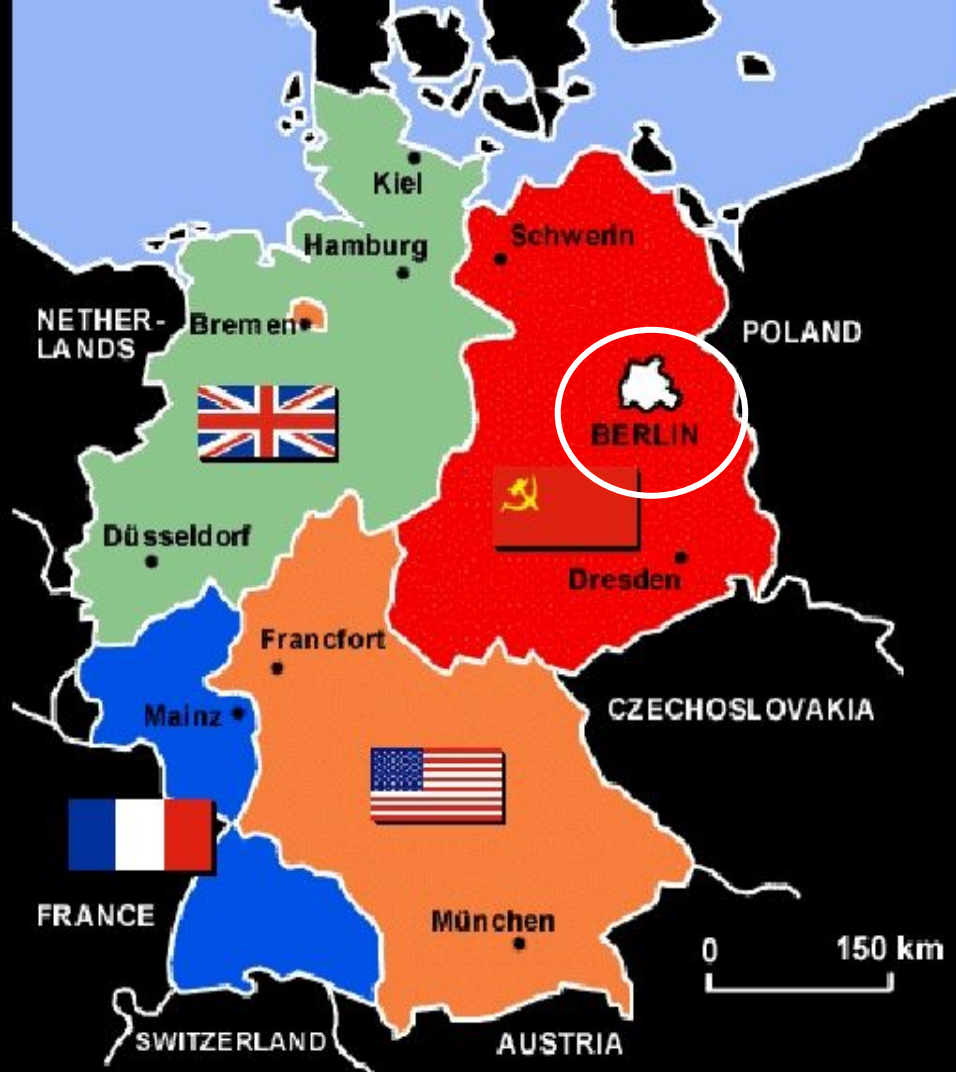 Kiel
Schwerin
Hamburg
NETHER-
LANDS
Bremen
POLAND
BERLIN
Düsseldorf
Dresden
Francfort
Mainz
CZECHOSLOVAKIA
FRANCE
München
0 150 km
SWITZERLAND
AUSTRIA